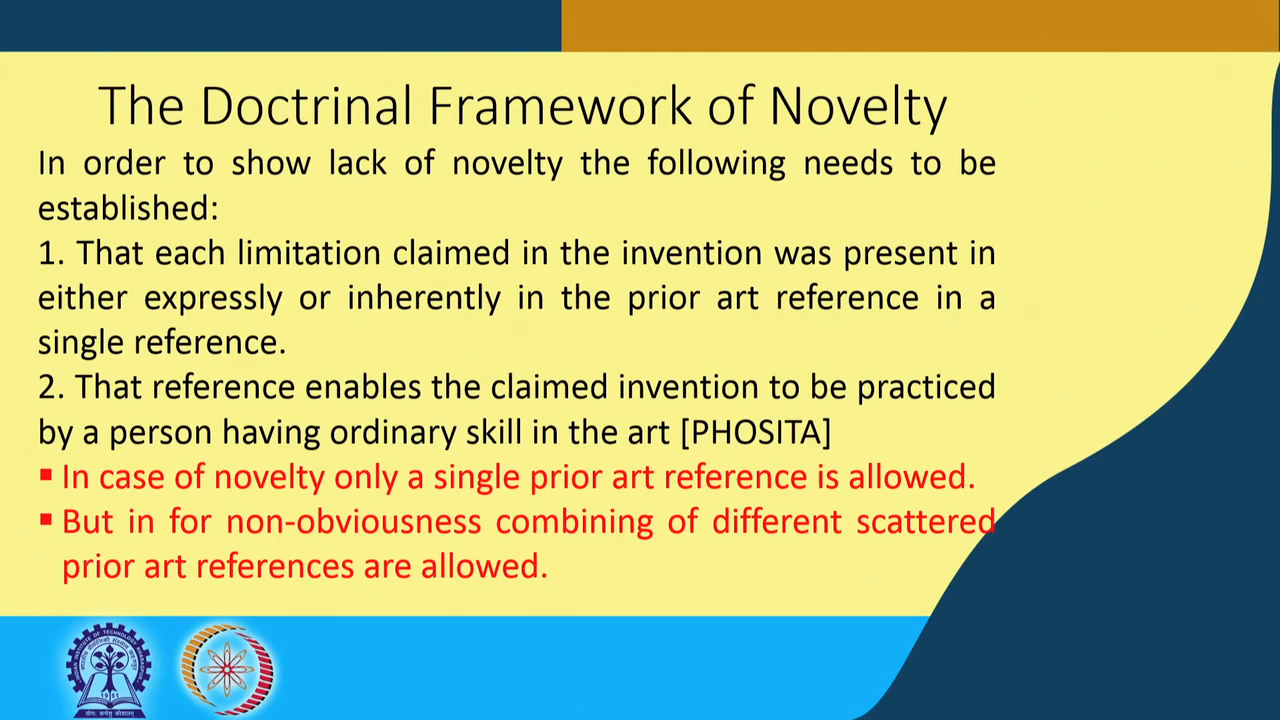 The Doctrinal Framework of Novelty
In order to show lack of novelty the following needs to be
established:
1. That each limitation claimed in the invention was present in
either expressly or inherently in the prior art reference in a
single reference.
2. That reference enables the claimed invention to be practiced
by a person having ordinary skill in the art [PHOSITA]
▪ In case of novelty only a single prior art reference is allowed.
▪ But in for non-obviousness combining of different scattered
prior art references are allowed.
1951
योगः कर्मसु कौशलम्